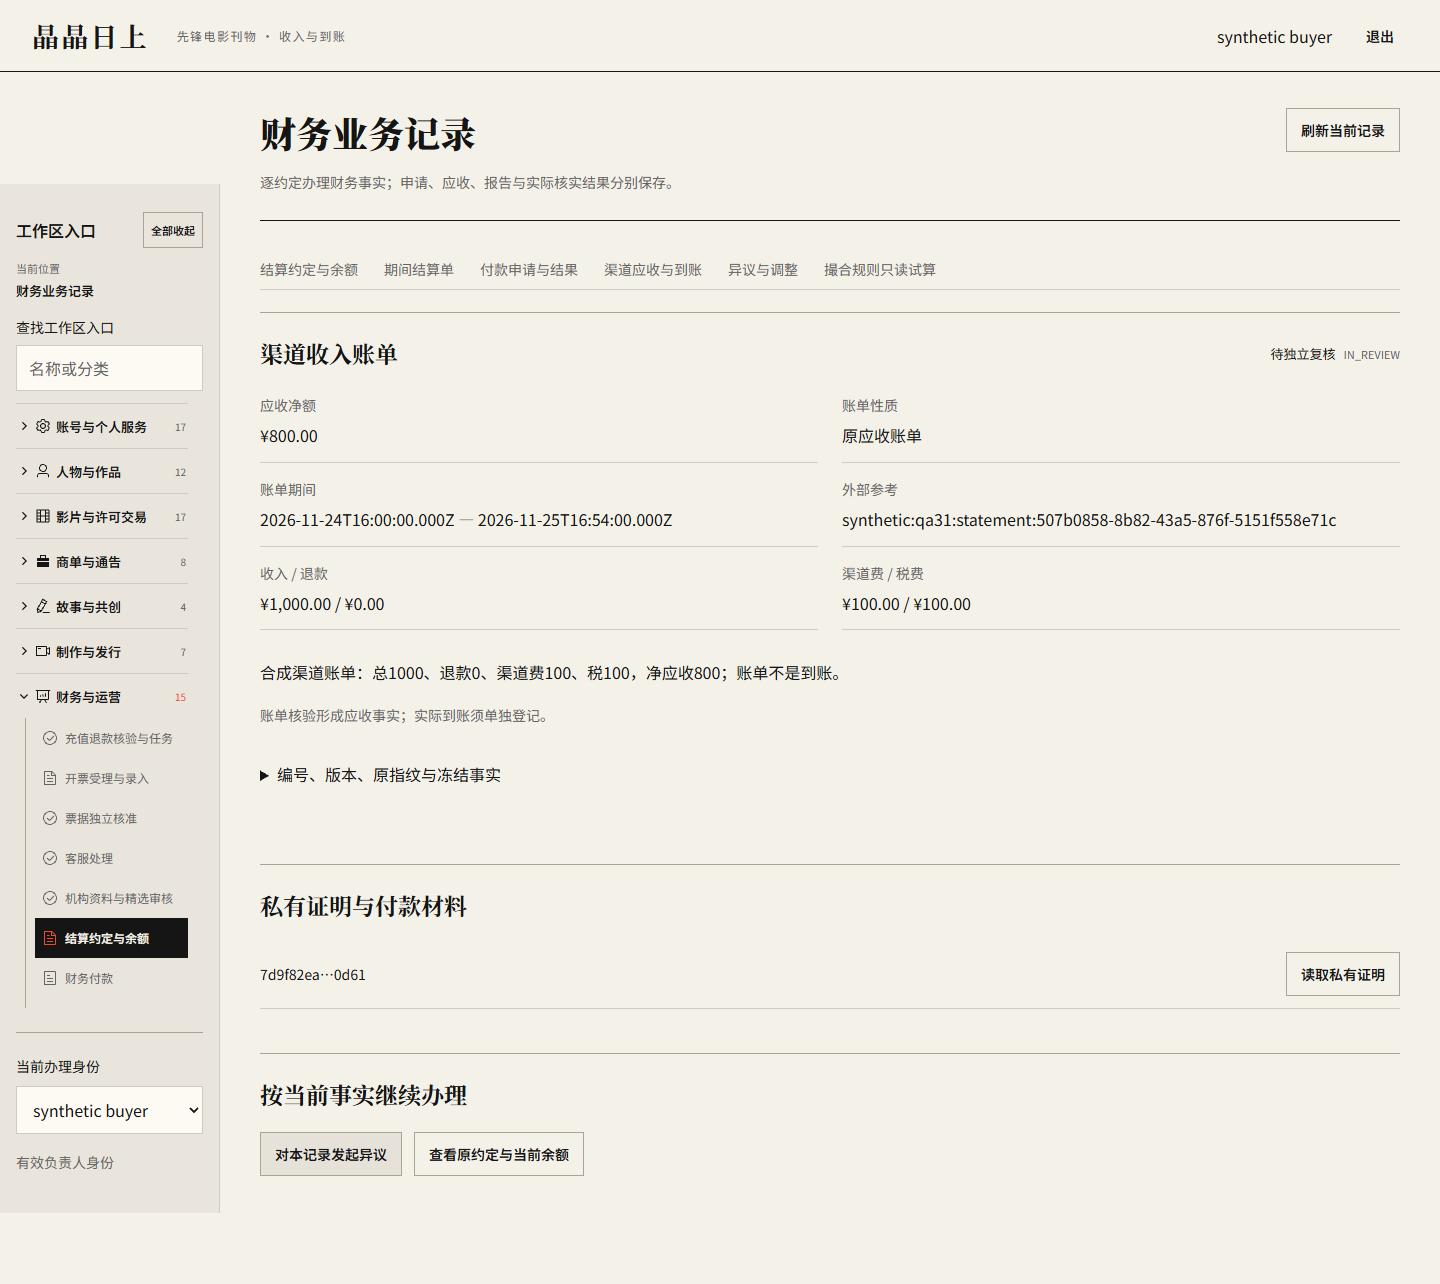 晶晶日上
先锋电影刊物 · 收入与到账
synthetic buyer
退出
财务业务记录
刷新当前记录
逐约定办理财务事实；申请、应收、报告与实际核实结果分别保存。
工作区入口
全部收起
当前位置
财务业务记录
查找工作区入口
名称或分类
账号与个人服务 17
人物与作品 12
影片与许可交易 17
商单与通告 8
故事与共创 4
制作与发行 7
财务与运营 15
充值退款核验与任务
开票受理与录入
票据独立核准
客服处理
机构资料与精选审核
结算约定与余额
财务付款
当前办理身份
synthetic buyer
有效负责人身份
结算约定与余额 期间结算单 付款申请与结果 渠道应收与到账 异议与调整 撮合规则只读试算
渠道收入账单
待独立复核 IN_REVIEW
应收净额
¥800.00
账单性质
原应收账单
账单期间
2026-11-24T16:00:00.000Z — 2026-11-25T16:54:00.000Z
外部参考
synthetic:qa31:statement:507b0858-8b82-43a5-876f-5151f558e71c
收入 / 退款
¥1,000.00 / ¥0.00
渠道费 / 税费
¥100.00 / ¥100.00
合成渠道账单：总1000、退款0、渠道费100、税100，净应收800；账单不是到账。
账单核验形成应收事实；实际到账须单独登记。
编号、版本、原指纹与冻结事实
私有证明与付款材料
7d9f82ea…0d61
读取私有证明
按当前事实继续办理
对本记录发起异议
查看原约定与当前余额